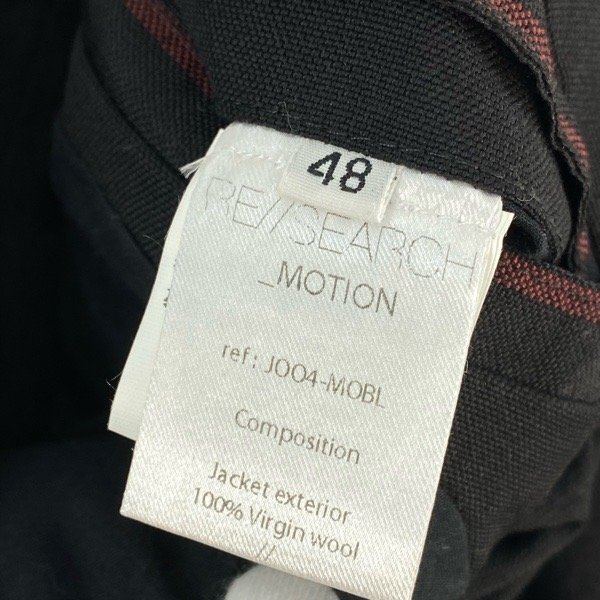 48
RE//SEARCH
_MOTION
ref: J004-MOBL
Composition
Jacket exterior
100% Virgin wool
//